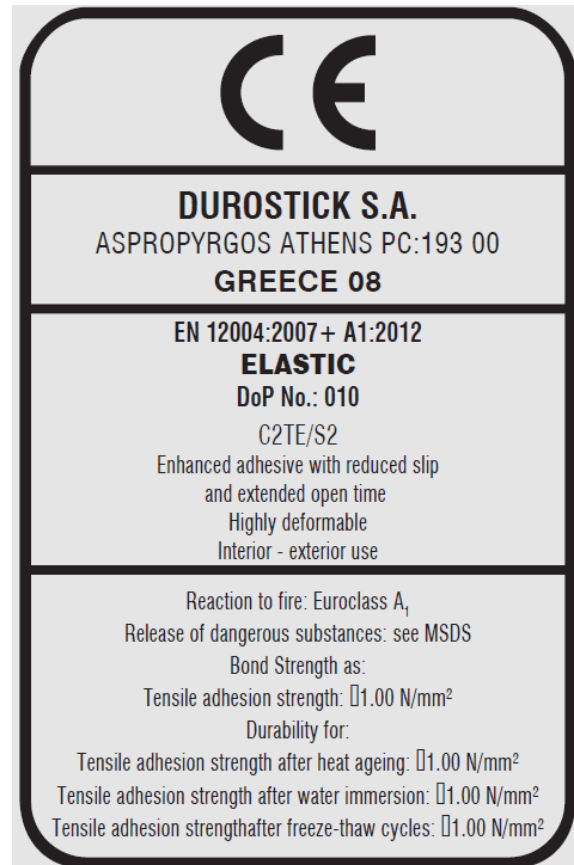 CE
DUROSTICK S.A.
ASPROPYRGOS ATHENS PC:193 00
GREECE 08
EN 12004:2007+ A1:2012
ELASTIC
DoP No.: 010
C2TE/S2
Enhanced adhesive with reduced slip
and extended open time
Highly deformable
Interior - exterior use
Reaction to fire: Euroclass A₁
Release of dangerous substances: see MSDS
Bond Strength as:
Tensile adhesion strength: ▯1.00 N/mm²
Durability for:
Tensile adhesion strength after heat ageing: ▯1.00 N/mm²
Tensile adhesion strength after water immersion: ▯1.00 N/mm²
Tensile adhesion strengthafter freeze-thaw cycles: ▯1.00 N/mm²